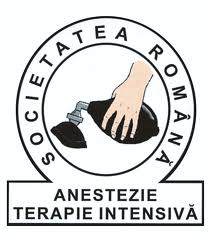 SOCIETATEA ROMÂNĂ
ANESTEZIE
TERAPIE INTENSIVĂ